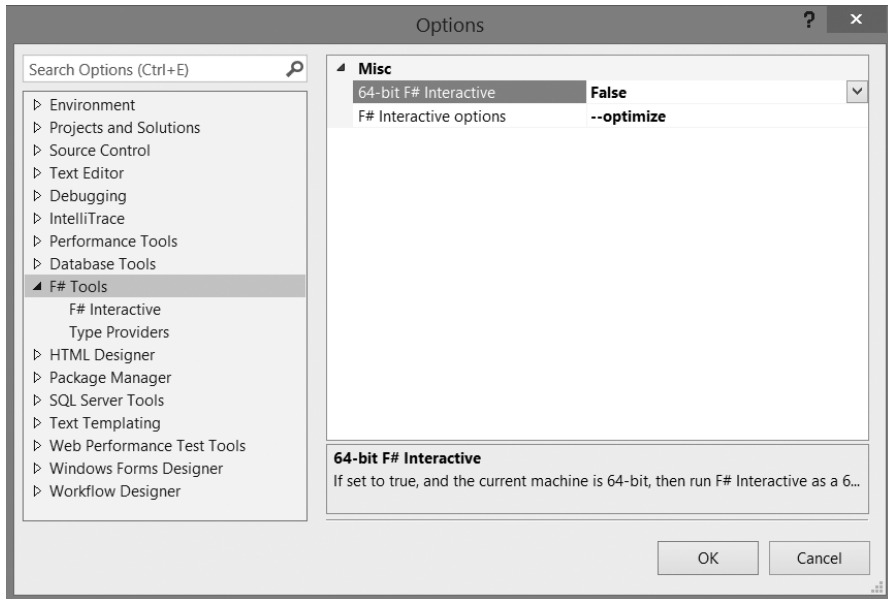 Options
?
×
Search Options (Ctrl+E)
Environment
Projects and Solutions
Source Control
Text Editor
Debugging
IntelliTrace
Performance Tools
Database Tools
F# Tools
F# Interactive
Type Providers
HTML Designer
Package Manager
SQL Server Tools
Text Templating
Web Performance Test Tools
Windows Forms Designer
Workflow Designer
Misc
64-bit F# Interactive False
F# Interactive options --optimize
64-bit F# Interactive
If set to true, and the current machine is 64-bit, then run F# Interactive as a 6...
OK
Cancel